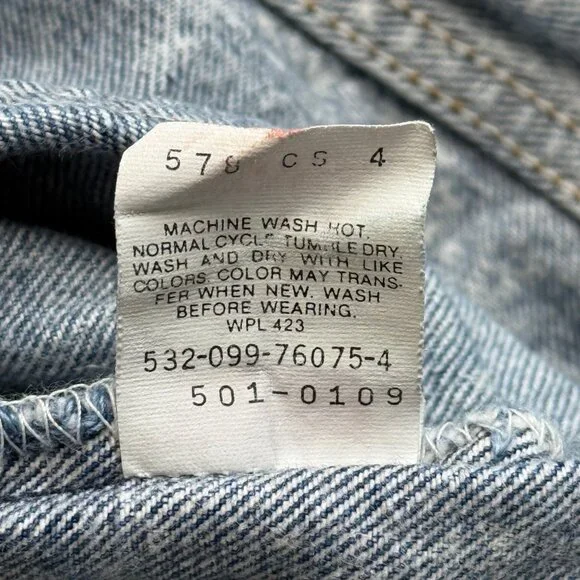 578 CS 4
MACHINE WASH HOT,
NORMAL CYCLE TUMBLE DRY.
WASH AND DRY WITH LIKE
COLORS. COLOR MAY TRANS-
FER WHEN NEW. WASH
BEFORE WEARING.
WPL 423
532-099-76075-4
501-0109